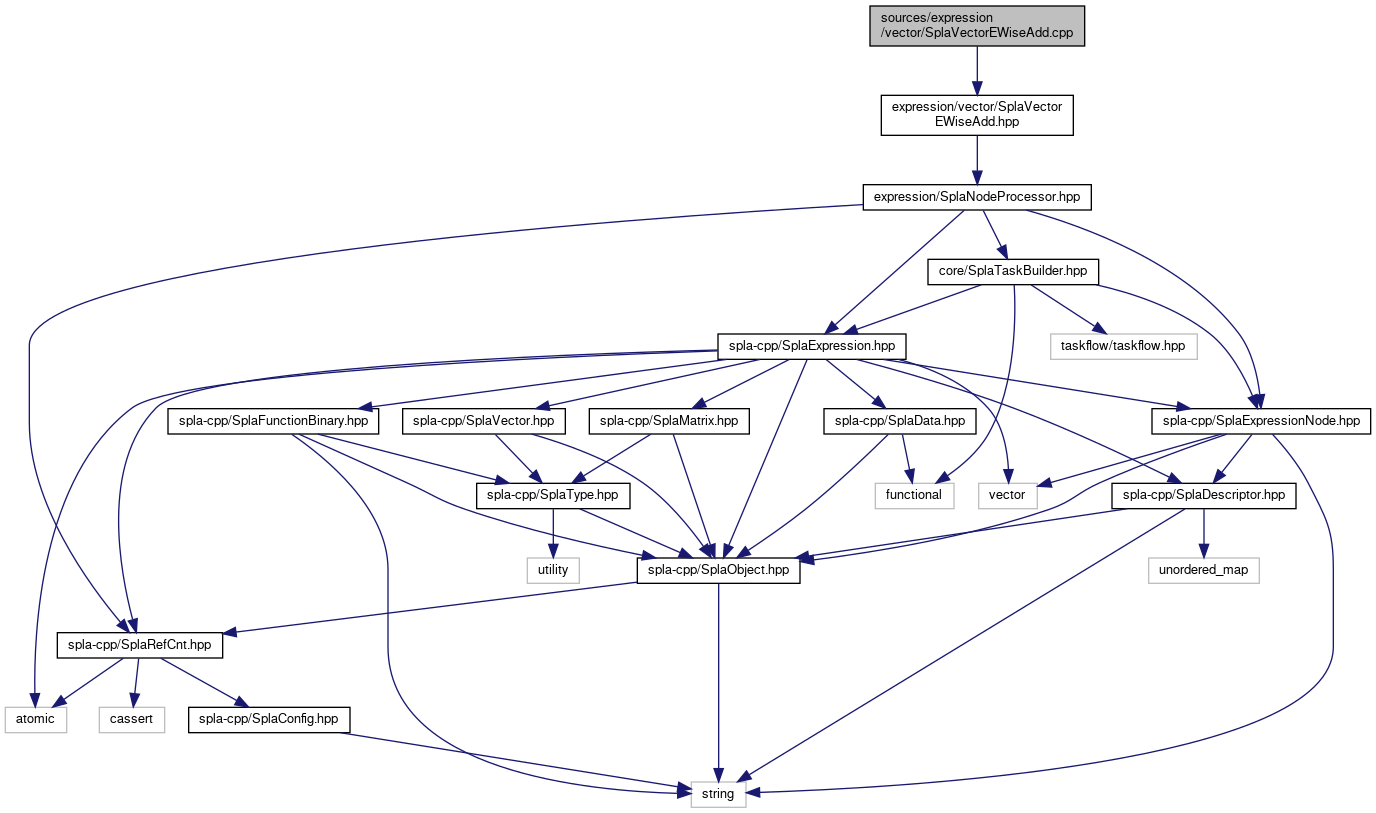 sources/expression
/vector/SplaVectorEWiseAdd.cpp
expression/vector/SplaVector
EWiseAdd.hpp
expression/SplaNodeProcessor.hpp
core/SplaTaskBuilder.hpp
spla-cpp/SplaExpression.hpp
taskflow/taskflow.hpp
spla-cpp/SplaFunctionBinary.hpp
spla-cpp/SplaVector.hpp
spla-cpp/SplaMatrix.hpp
spla-cpp/SplaData.hpp
spla-cpp/SplaExpressionNode.hpp
spla-cpp/SplaType.hpp
functional
vector
spla-cpp/SplaDescriptor.hpp
utility
spla-cpp/SplaObject.hpp
unordered_map
spla-cpp/SplaRefCnt.hpp
atomic
cassert
spla-cpp/SplaConfig.hpp
string